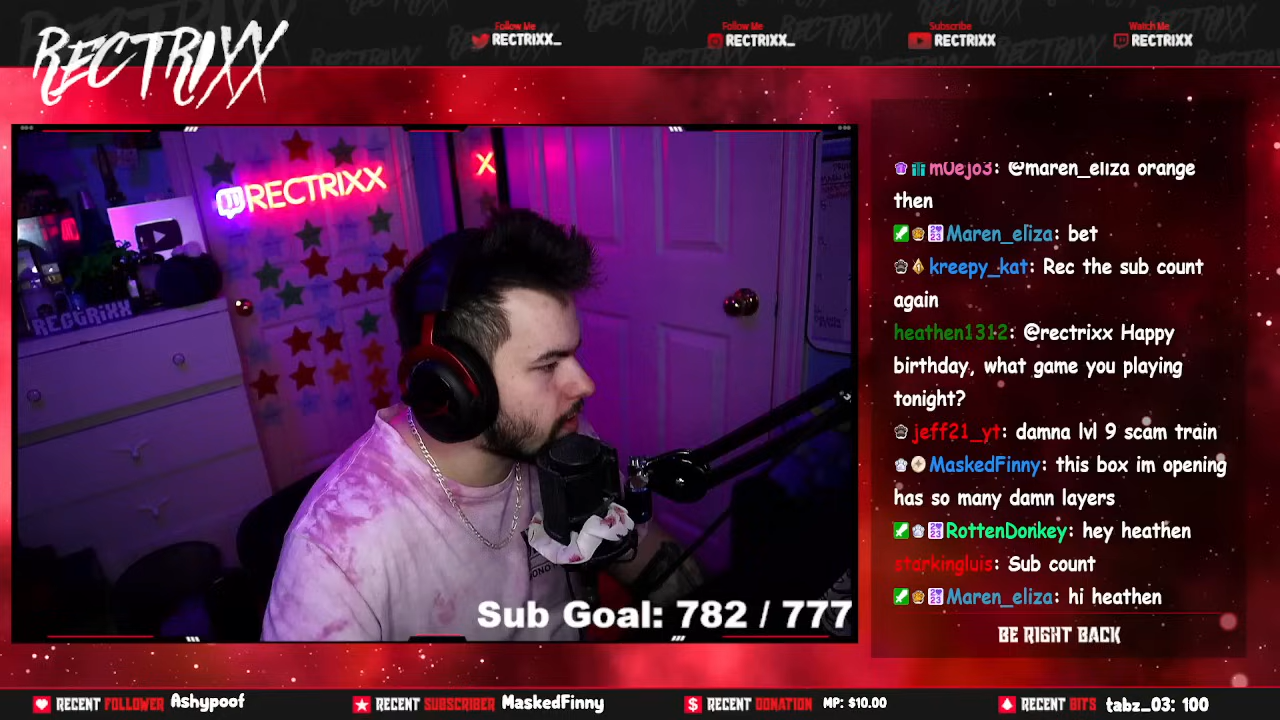 RECTRIXX
Follow Me
RECTRIXX_
Follow Me
RECTRIXX_
Subscribe
RECTRIXX
Watch Me
RECTRIXX
RECTRIXX
X
RECTRIXX
m0ejo3: @maren_eliza orange
then
Maren_eliza: bet
kreepy_kat: Rec the sub count
again
heathen1312: @rectrixx Happy
birthday, what game you playing
tonight?
jeff21_yt: damna lvl 9 scam train
MaskedFinny: this box im opening
has so many damn layers
RottenDonkey: hey heathen
starkingluis: Sub count
Maren_eliza: hi heathen
BE RIGHT BACK
Sub Goal: 782 / 777
RECENT FOLLOWER Ashypoof
RECENT SUBSCRIBER MaskedFinny
RECENT DONATION MP: $10.00
RECENT BITS tabz_03: 100